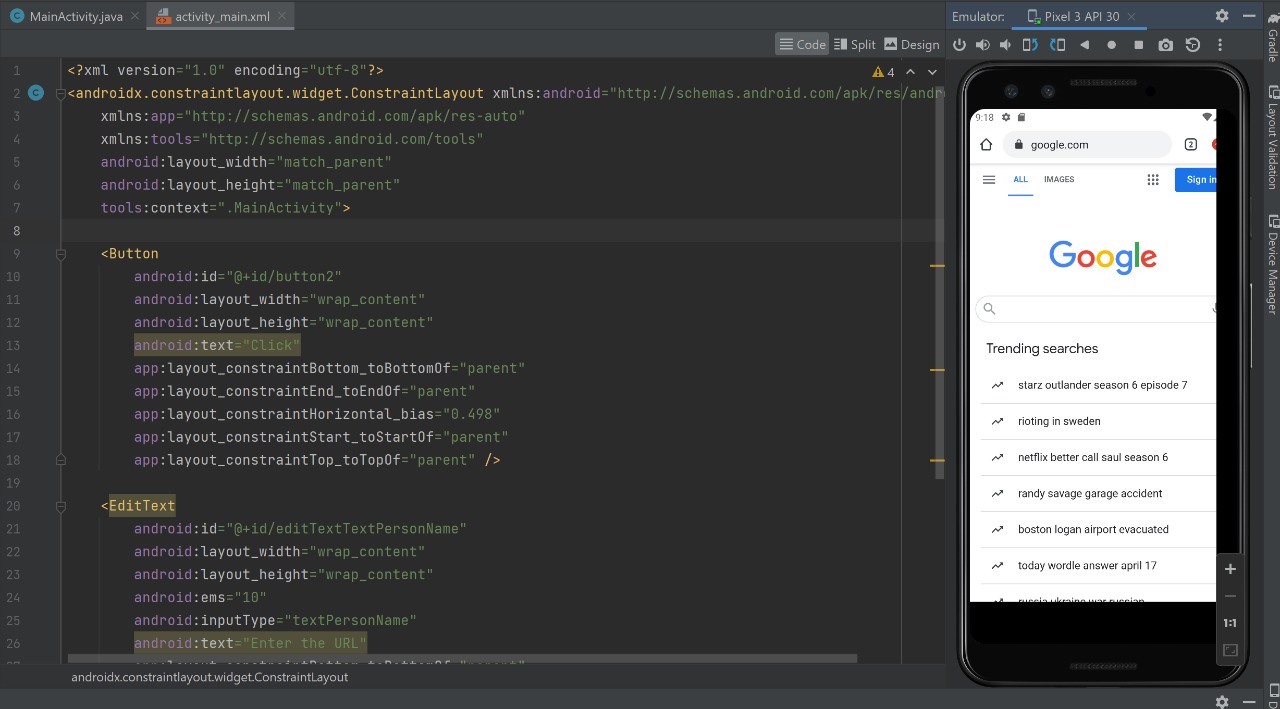 MainActivity.java
activity_main.xml
Emulator:
Pixel 3 API 30
Code
Split
Design
4
1 <?xml version="1.0" encoding="utf-8"?>
2 <androidx.constraintlayout.widget.ConstraintLayout xmlns:android="http://schemas.android.com/apk/res/andr
3 xmlns:app="http://schemas.android.com/apk/res-auto"
4 xmlns:tools="http://schemas.android.com/tools"
5 android:layout_width="match_parent"
6 android:layout_height="match_parent"
7 tools:context=".MainActivity">
8
9 <Button
10 android:id="@+id/button2"
11 android:layout_width="wrap_content"
12 android:layout_height="wrap_content"
13 android:text="Click"
14 app:layout_constraintBottom_toBottomOf="parent"
15 app:layout_constraintEnd_toEndOf="parent"
16 app:layout_constraintHorizontal_bias="0.498"
17 app:layout_constraintStart_toStartOf="parent"
18 app:layout_constraintTop_toTopOf="parent" />
19
20 <EditText
21 android:id="@+id/editTextTextPersonName"
22 android:layout_width="wrap_content"
23 android:layout_height="wrap_content"
24 android:ems="10"
25 android:inputType="textPersonName"
26 android:text="Enter the URL"
androidx.constraintlayout.widget.ConstraintLayout
9:18
google.com
2
ALL
IMAGES
Sign in
Google
Trending searches
starz outlander season 6 episode 7
rioting in sweden
netflix better call saul season 6
randy savage garage accident
boston logan airport evacuated
today wordle answer april 17
russia ukraine war russian
1:1
Gradle
Layout Validation
Device Manager